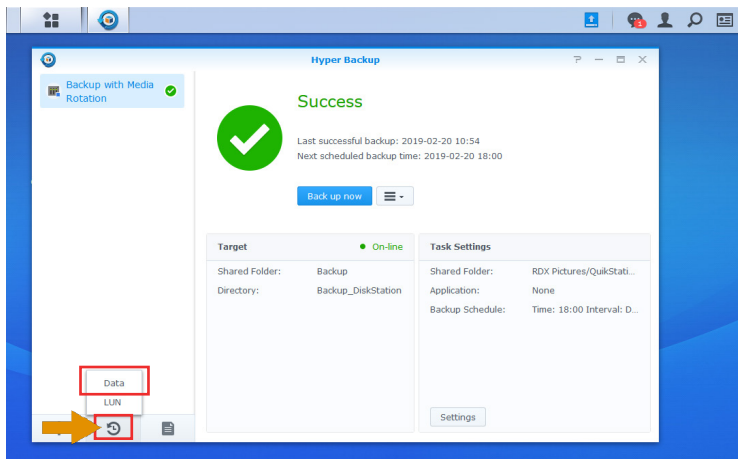 1
Hyper Backup
Backup with Media
Rotation
Success
Last successful backup: 2019-02-20 10:54
Next scheduled backup time: 2019-02-20 18:00
Back up now
Target
On-line
Shared Folder: Backup
Directory: Backup_DiskStation
Task Settings
Shared Folder: RDX Pictures/QuikStati...
Application: None
Backup Schedule: Time: 18:00 Interval: D...
Settings
Data
LUN